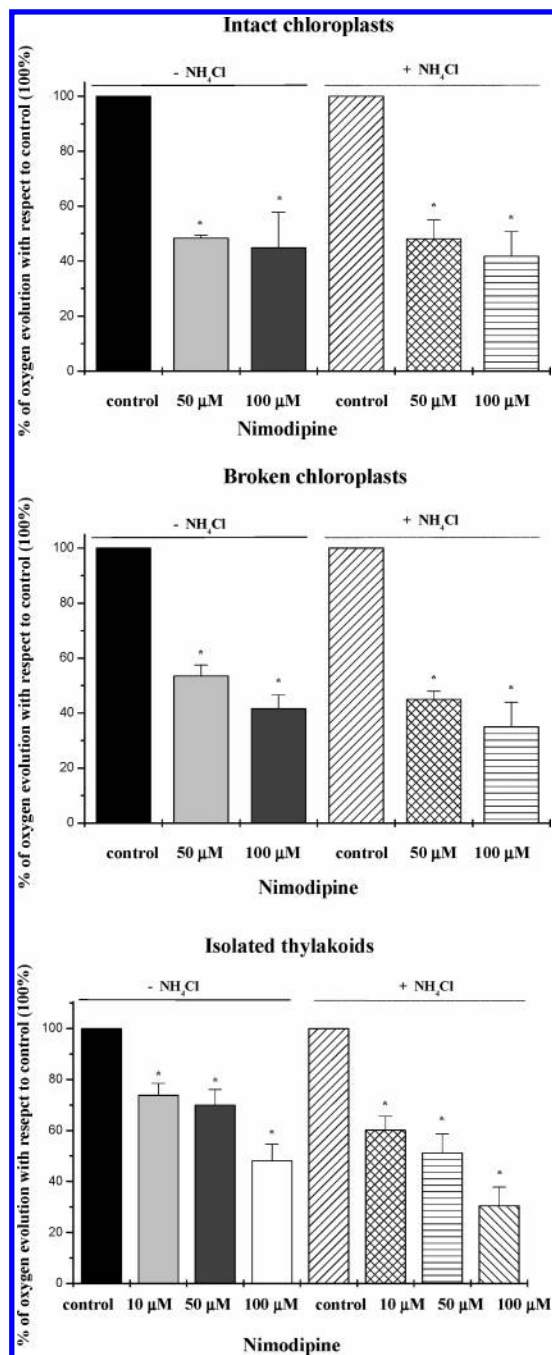 Intact chloroplasts
- NH4Cl + NH4Cl
% of oxygen evolution with respect to control (100%)
100
80
60
40
20
0
* * * *
control 50 µM 100 µM control 50 µM 100 µM
Nimodipine
Broken chloroplasts
- NH4Cl + NH4Cl
% of oxygen evolution with respect to control (100%)
100
80
60
40
20
0
* * * *
control 50 µM 100 µM control 50 µM 100 µM
Nimodipine
Isolated thylakoids
- NH4Cl + NH4Cl
% of oxygen evolution with resepct to control (100%)
100
80
60
40
20
0
* * * * * *
control 10 µM 50 µM 100 µM control 10 µM 50 µM 100 µM
Nimodipine